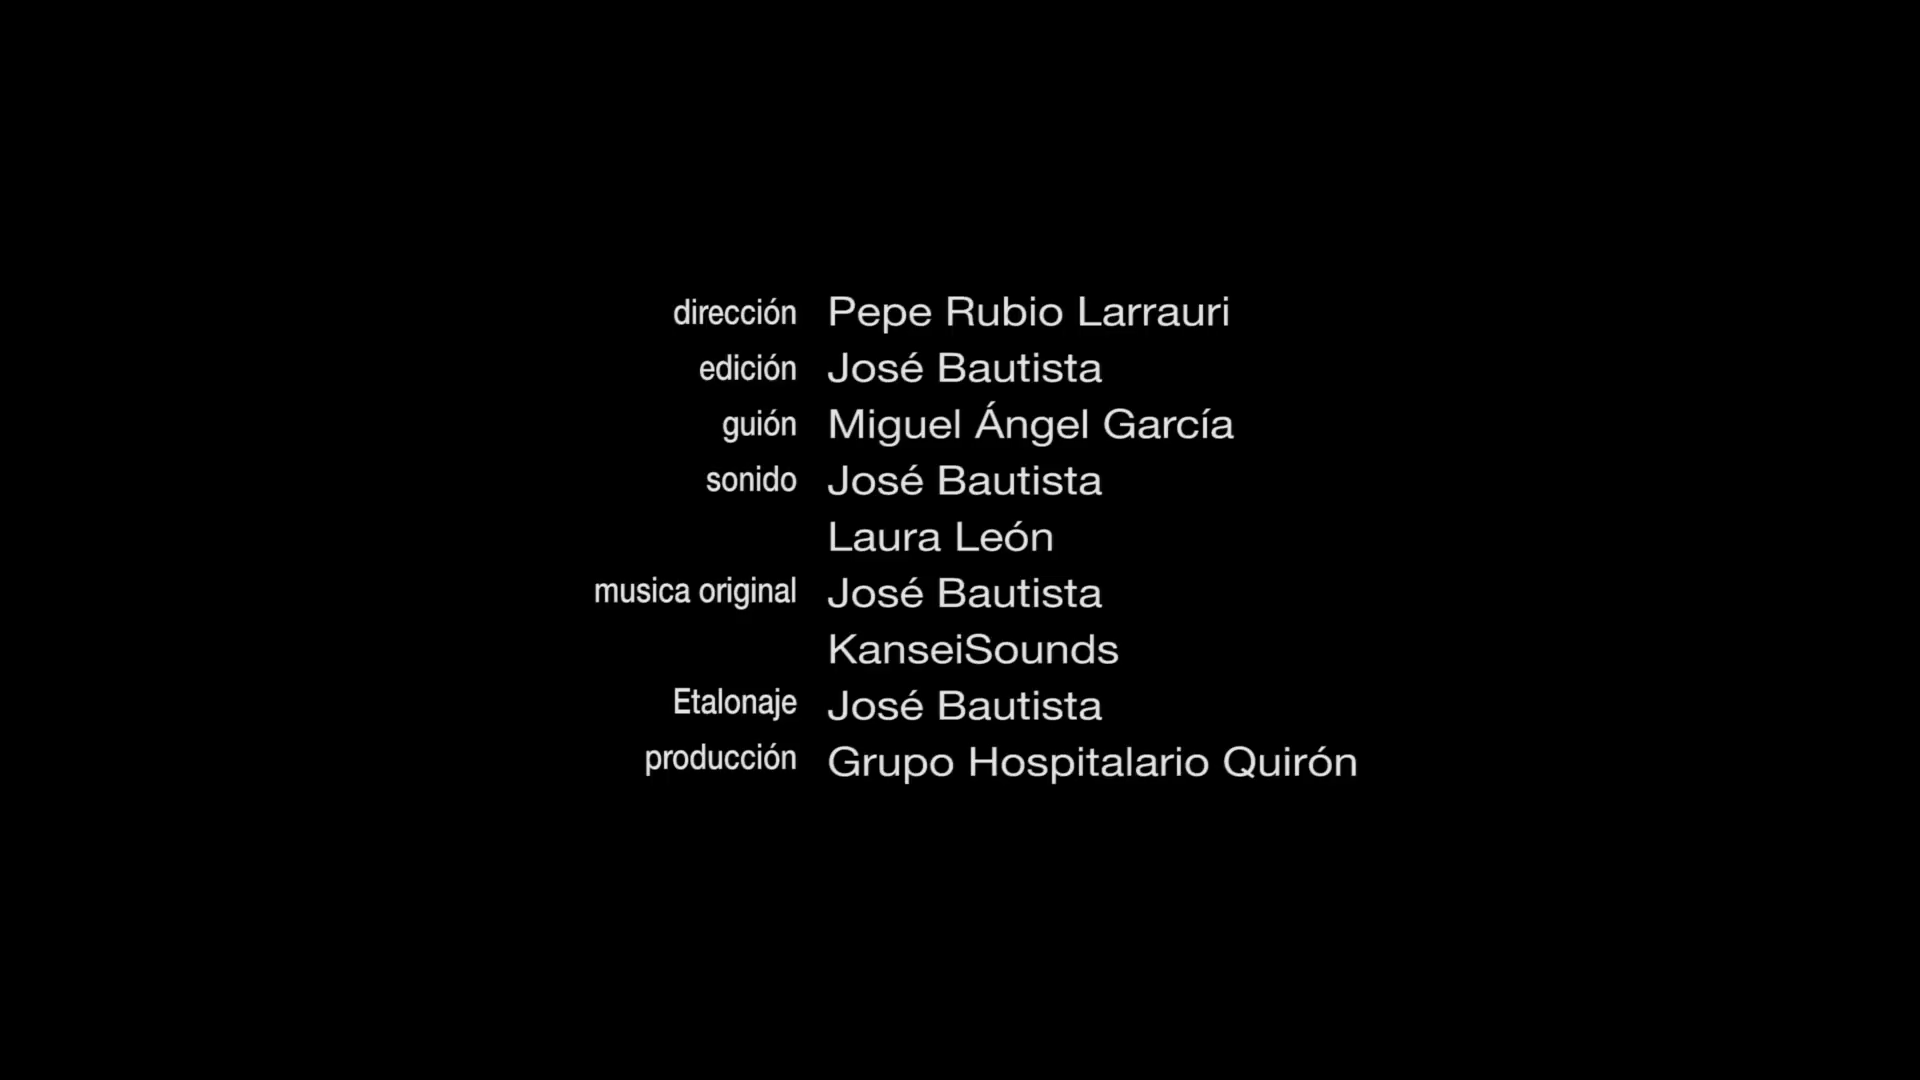 dirección Pepe Rubio Larrauri
edición José Bautista
guión Miguel Ángel García
sonido José Bautista
Laura León
musica original José Bautista
KanseiSounds
Etalonaje José Bautista
producción Grupo Hospitalario Quirón